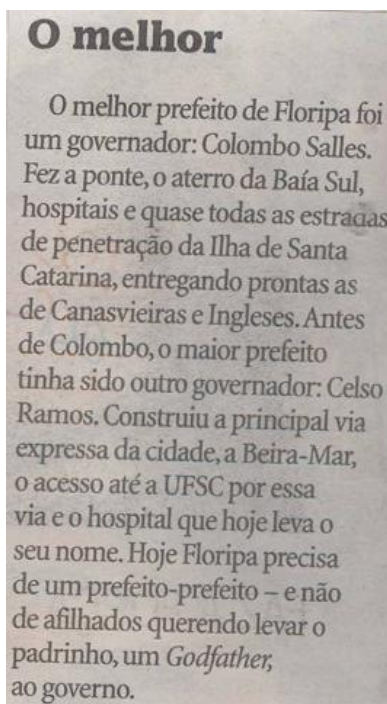 O melhor
O melhor prefeito de Floripa foi
um governador: Colombo Salles.
Fez a ponte, o aterro da Baía Sul,
hospitais e quase todas as estradas
de penetração da Ilha de Santa
Catarina, entregando prontas as
de Canasvieiras e Ingleses. Antes
de Colombo, o maior prefeito
tinha sido outro governador: Celso
Ramos. Construiu a principal via
expressa da cidade, a Beira-Mar,
o acesso até a UFSC por essa
via e o hospital que hoje leva o
seu nome. Hoje Floripa precisa
de um prefeito-prefeito – e não
de afilhados querendo levar o
padrinho, um Godfather,
ao governo.